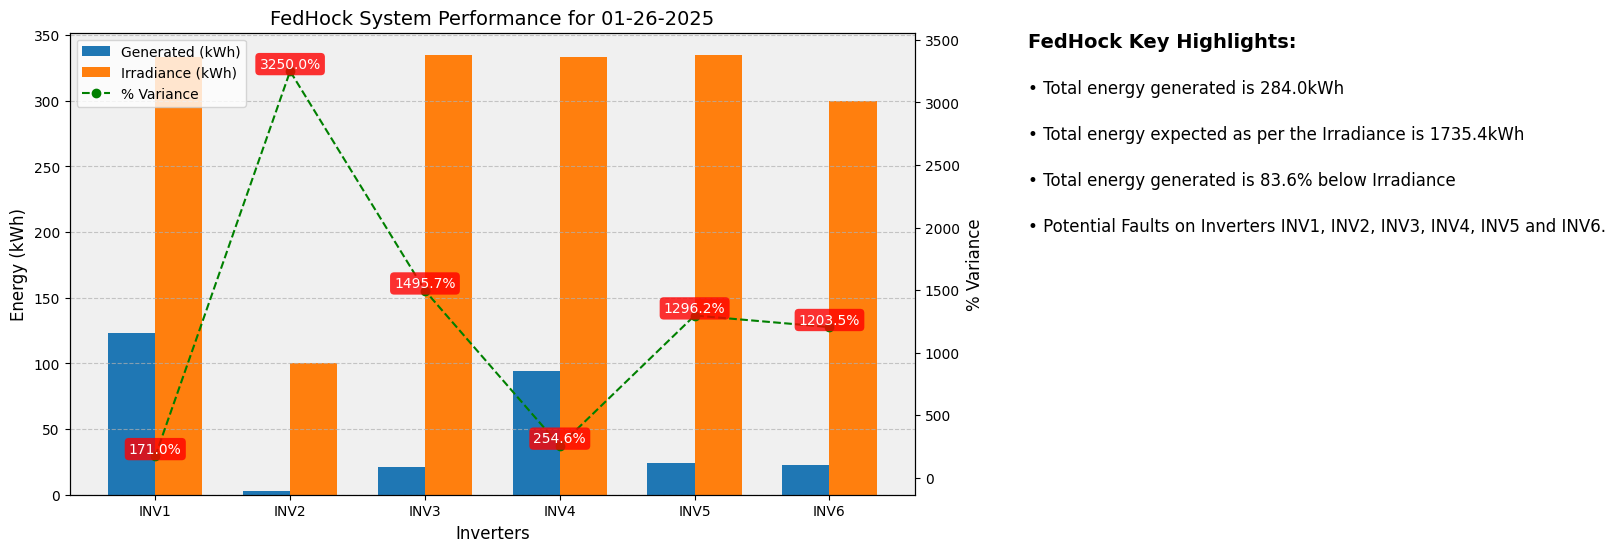 FedHock System Performance for 01-26-2025
Generated (kWh)
Irradiance (kWh)
% Variance
Energy (kWh)
350
300
250
200
150
100
50
0
3250.0%
1495.7%
1296.2%
1203.5%
254.6%
171.0%
3500
3000
2500
2000
1500
1000
500
0
% Variance
INV1 INV2 INV3 INV4 INV5 INV6
Inverters
FedHock Key Highlights:
• Total energy generated is 284.0kWh
• Total energy expected as per the Irradiance is 1735.4kWh
• Total energy generated is 83.6% below Irradiance
• Potential Faults on Inverters INV1, INV2, INV3, INV4, INV5 and INV6.